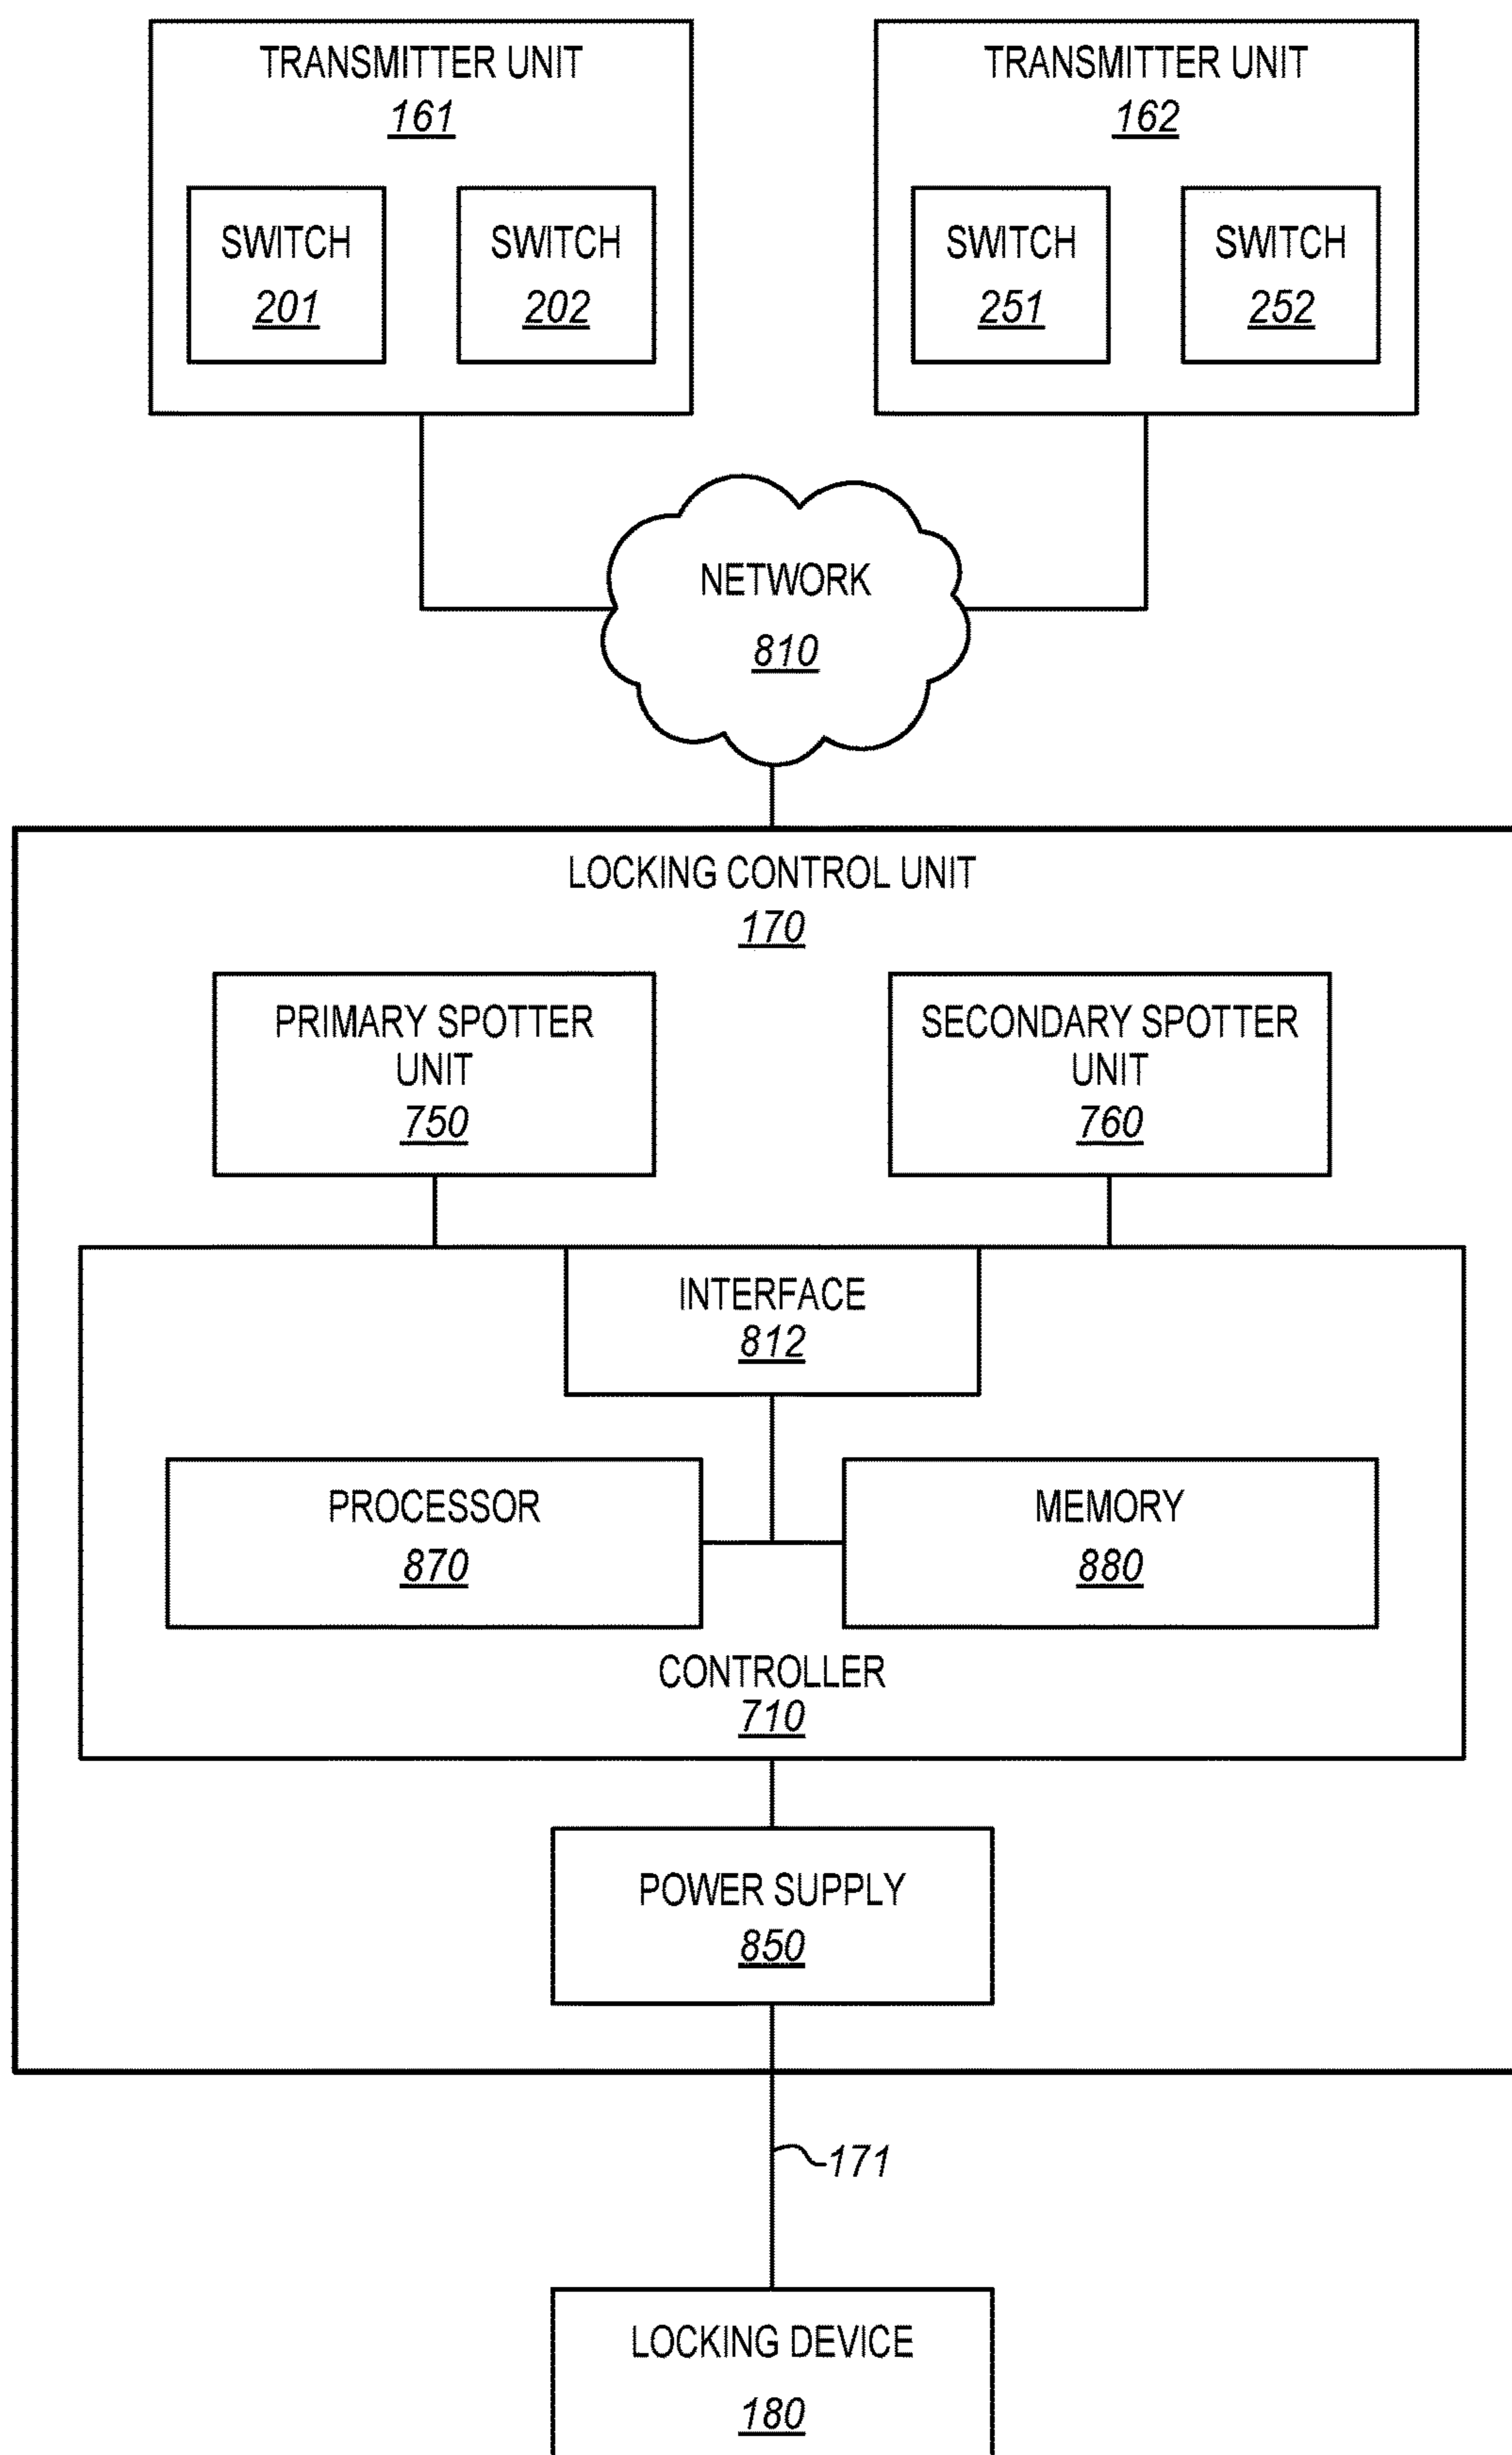 TRANSMITTER UNIT
161
SWITCH
201
SWITCH
202
TRANSMITTER UNIT
162
SWITCH
251
SWITCH
252
NETWORK
810
LOCKING CONTROL UNIT
170
PRIMARY SPOTTER
UNIT
750
SECONDARY SPOTTER
UNIT
760
INTERFACE
812
PROCESSOR
870
MEMORY
880
CONTROLLER
710
POWER SUPPLY
850
171
LOCKING DEVICE
180